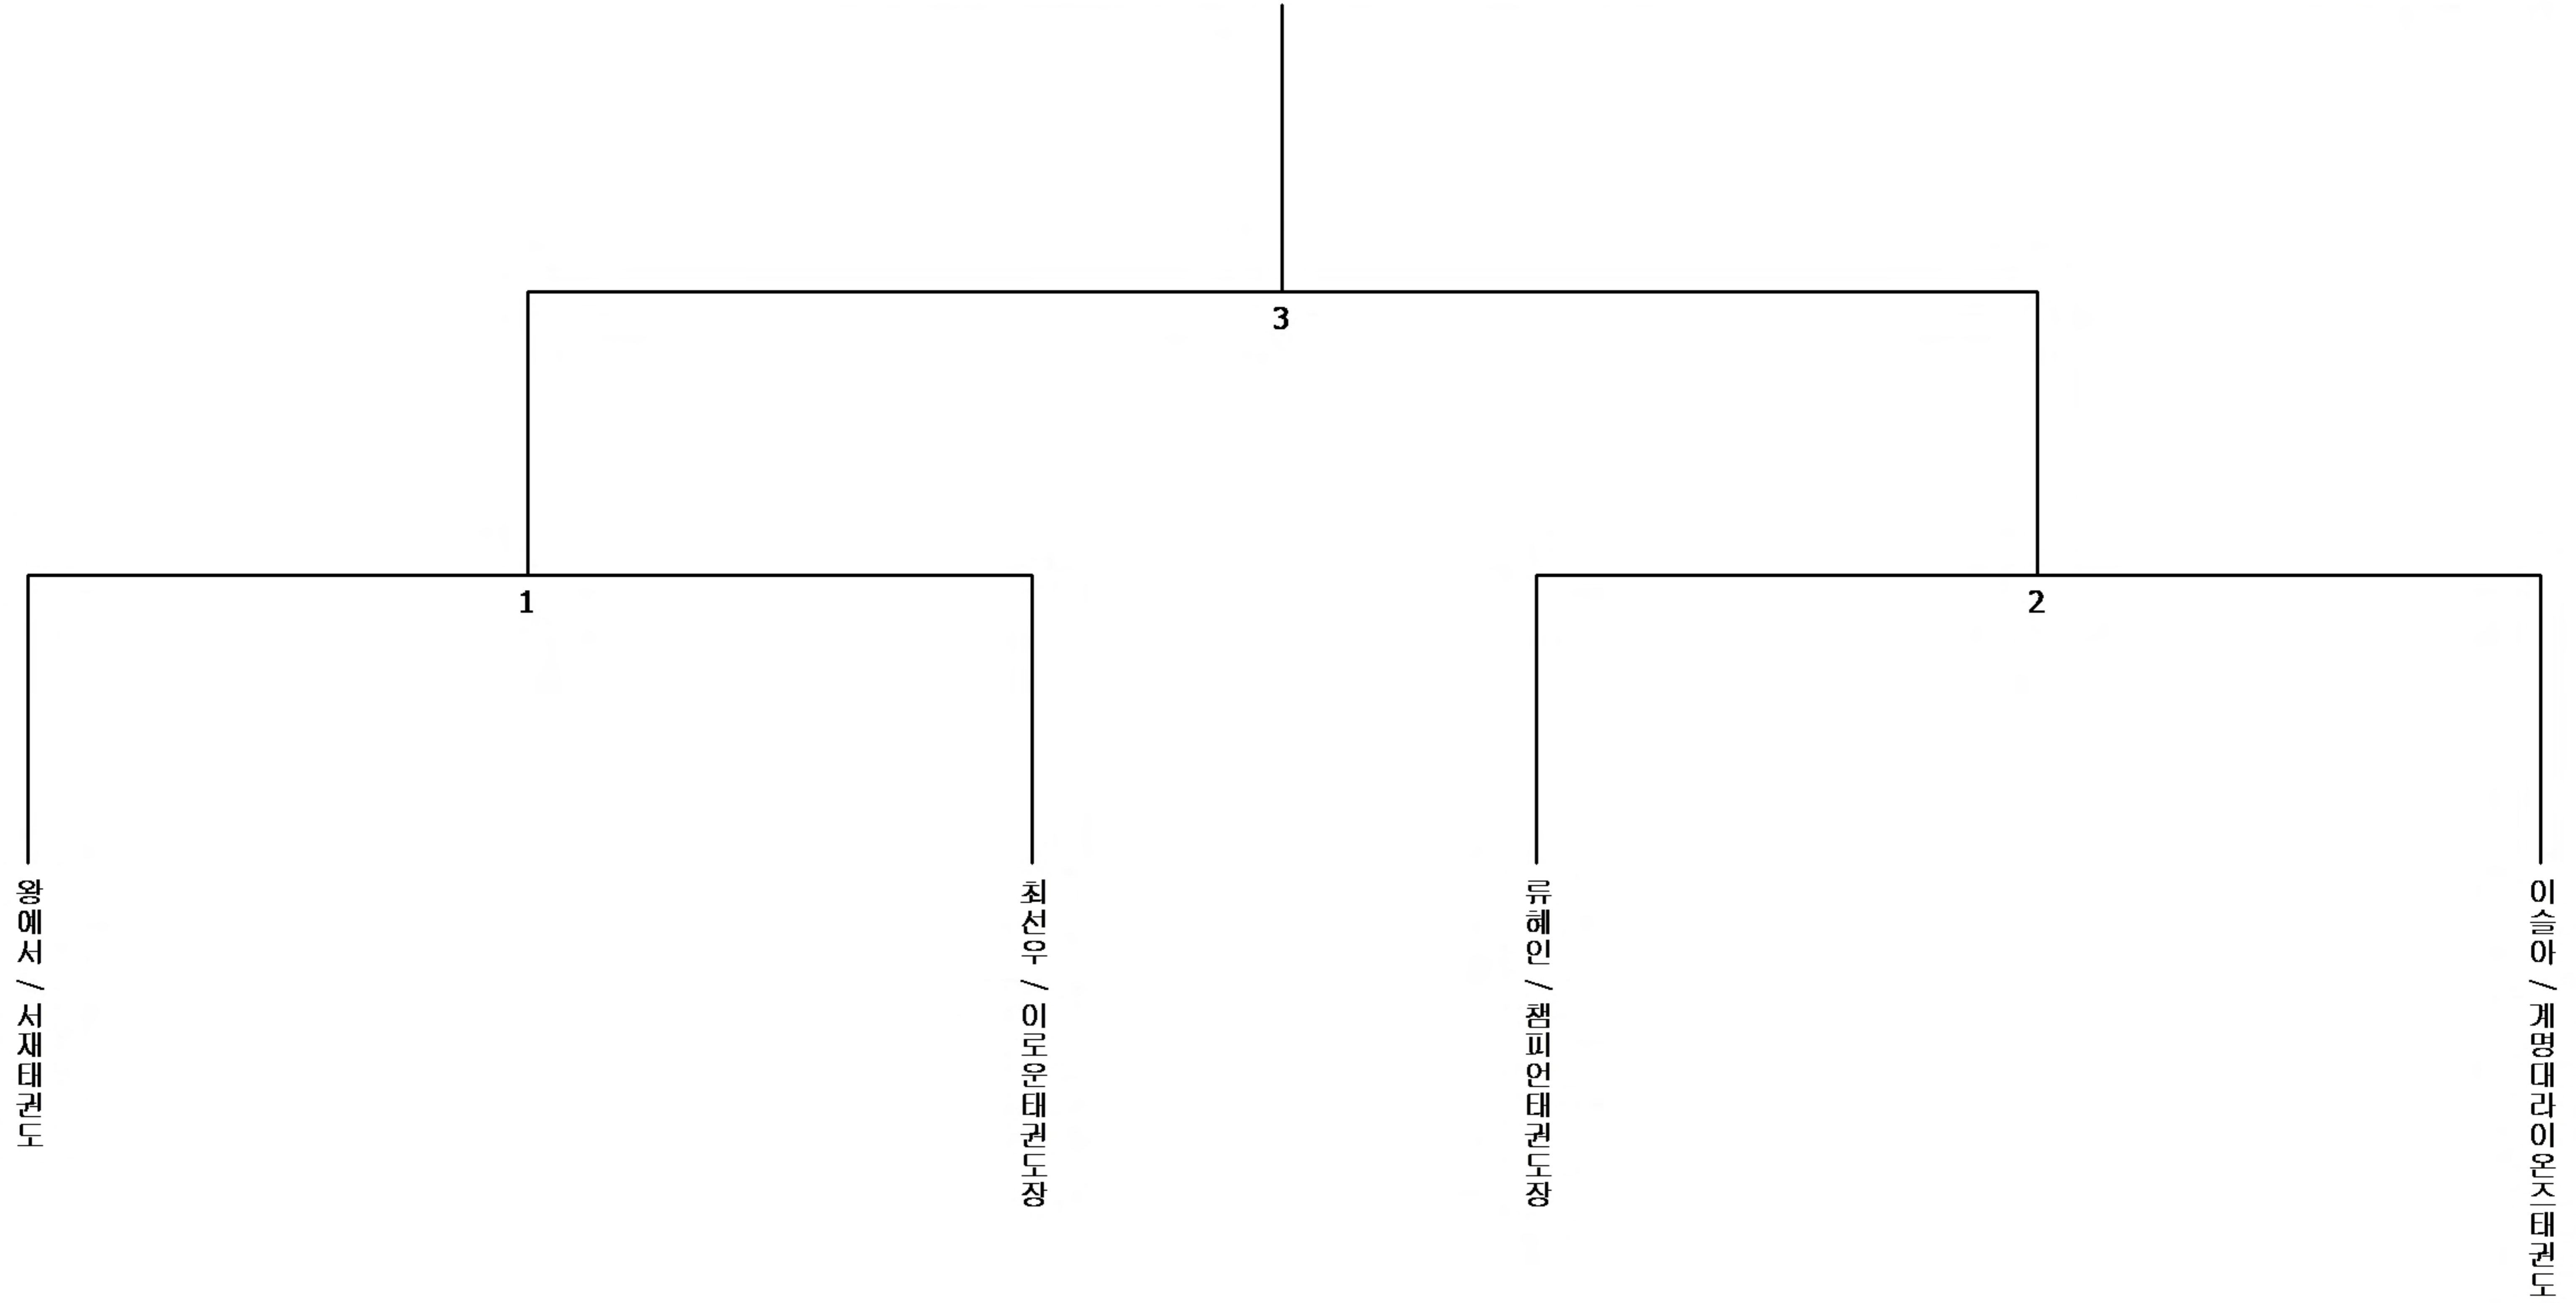 3
1
2
왕예서 / 서재태권도
최선우 / 이로운태권도장
류혜인 / 챔피언태권도장
이슬아 / 계명대라이온즈태권도